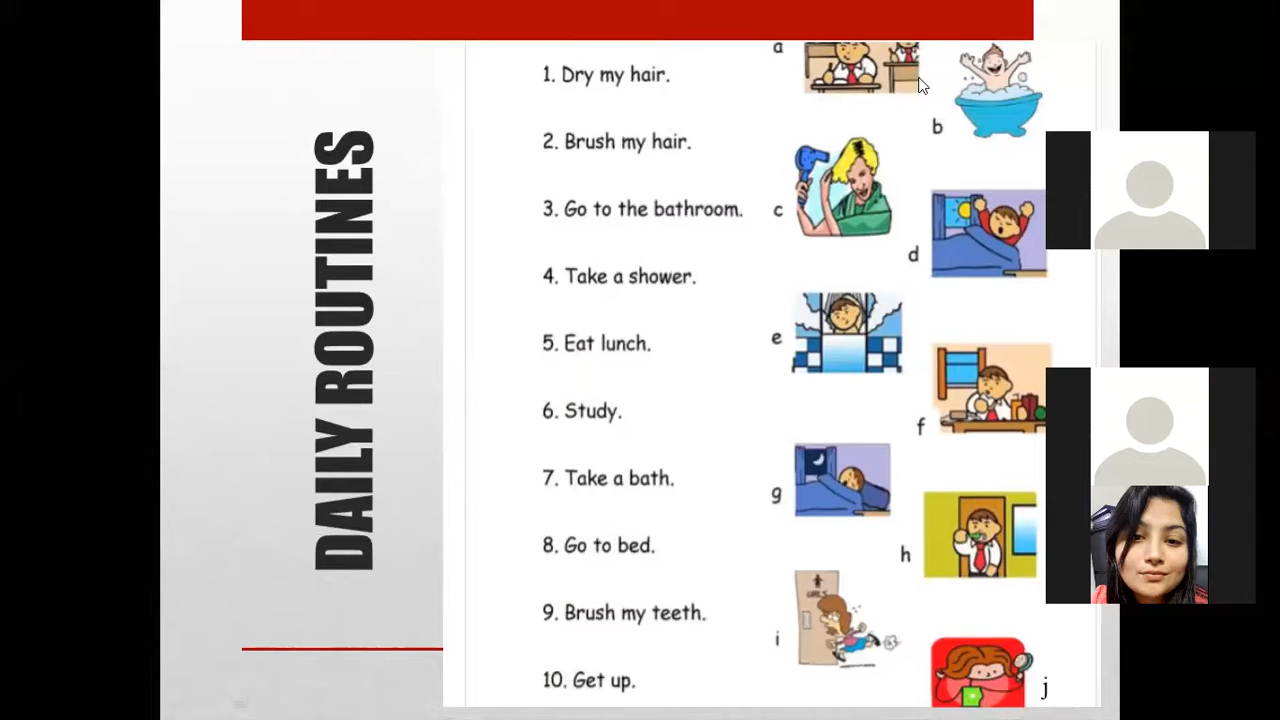 DAILY ROUTINES
1. Dry my hair.
2. Brush my hair.
3. Go to the bathroom.
4. Take a shower.
5. Eat lunch.
6. Study.
7. Take a bath.
8. Go to bed.
9. Brush my teeth.
10. Get up.
a
b
c
d
e
f
g
h
i
GIRLS
j